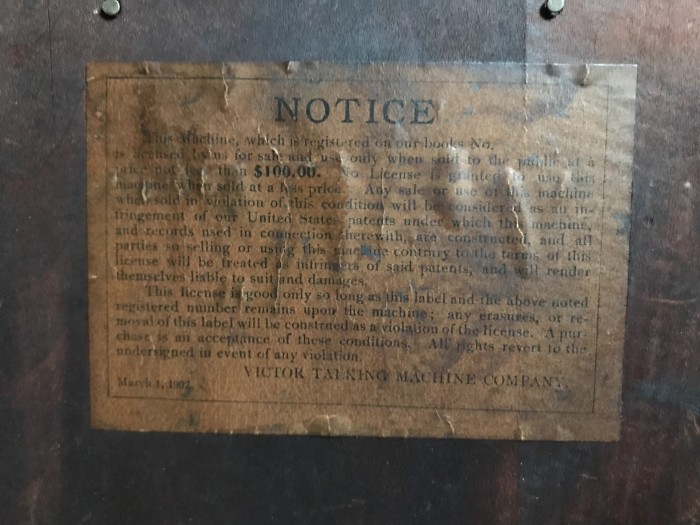 NOTICE
This Machine, which is registered on our books No.
is licensed by us for sale and use only when sold to the public at a
price not less than $100.00. No License is granted to use this
machine when sold at a less price. Any sale or use of this machine
when sold in violation of this condition will be considered as an in-
fringement of our United States patents under which this machine,
and records used in connection therewith, are constructed, and all
parties so selling or using this machine contrary to the terms of this
license will be treated as infringers of said patents, and will render
themselves liable to suit and damages.
This license is good only so long as this label and the above noted
registered number remains upon the machine; any erasures, or re-
moval of this label will be construed as a violation of the license. A pur-
chase is an acceptance of these conditions. All rights revert to the
undersigned in event of any violation.
VICTOR TALKING MACHINE COMPANY.
March 1, 1907.